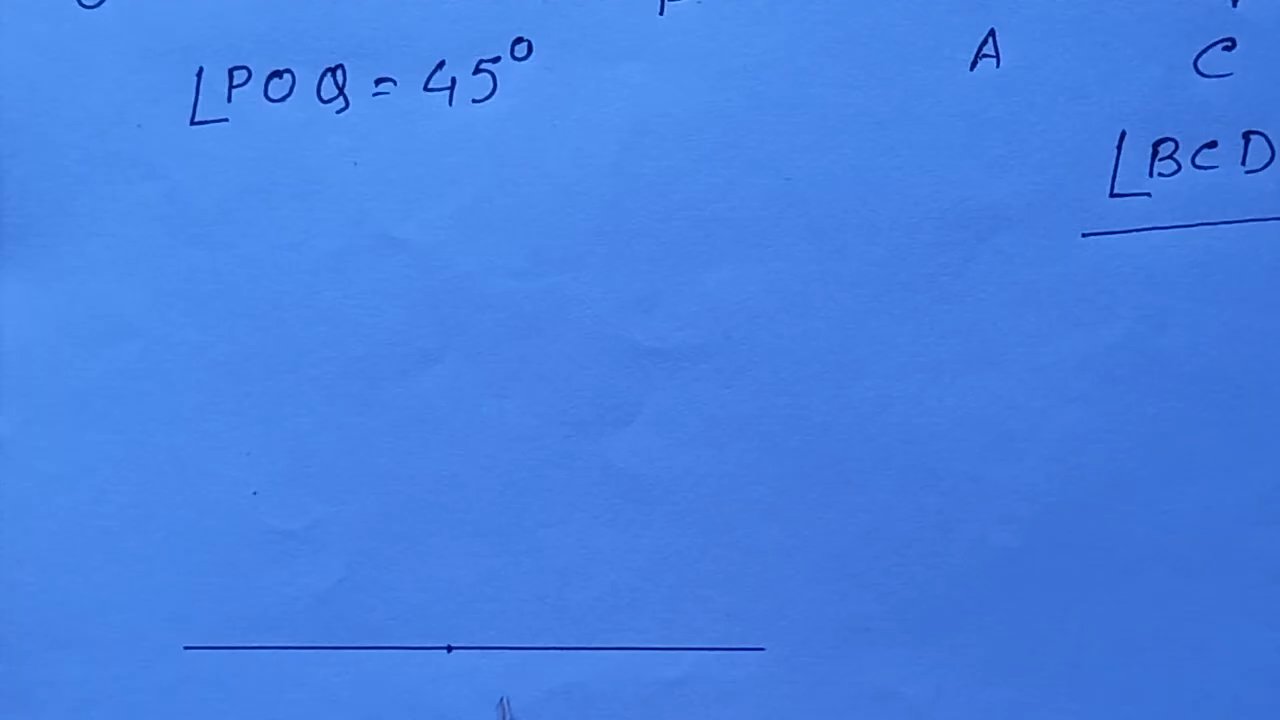 ∠POQ = 45°
A C
∠BCD